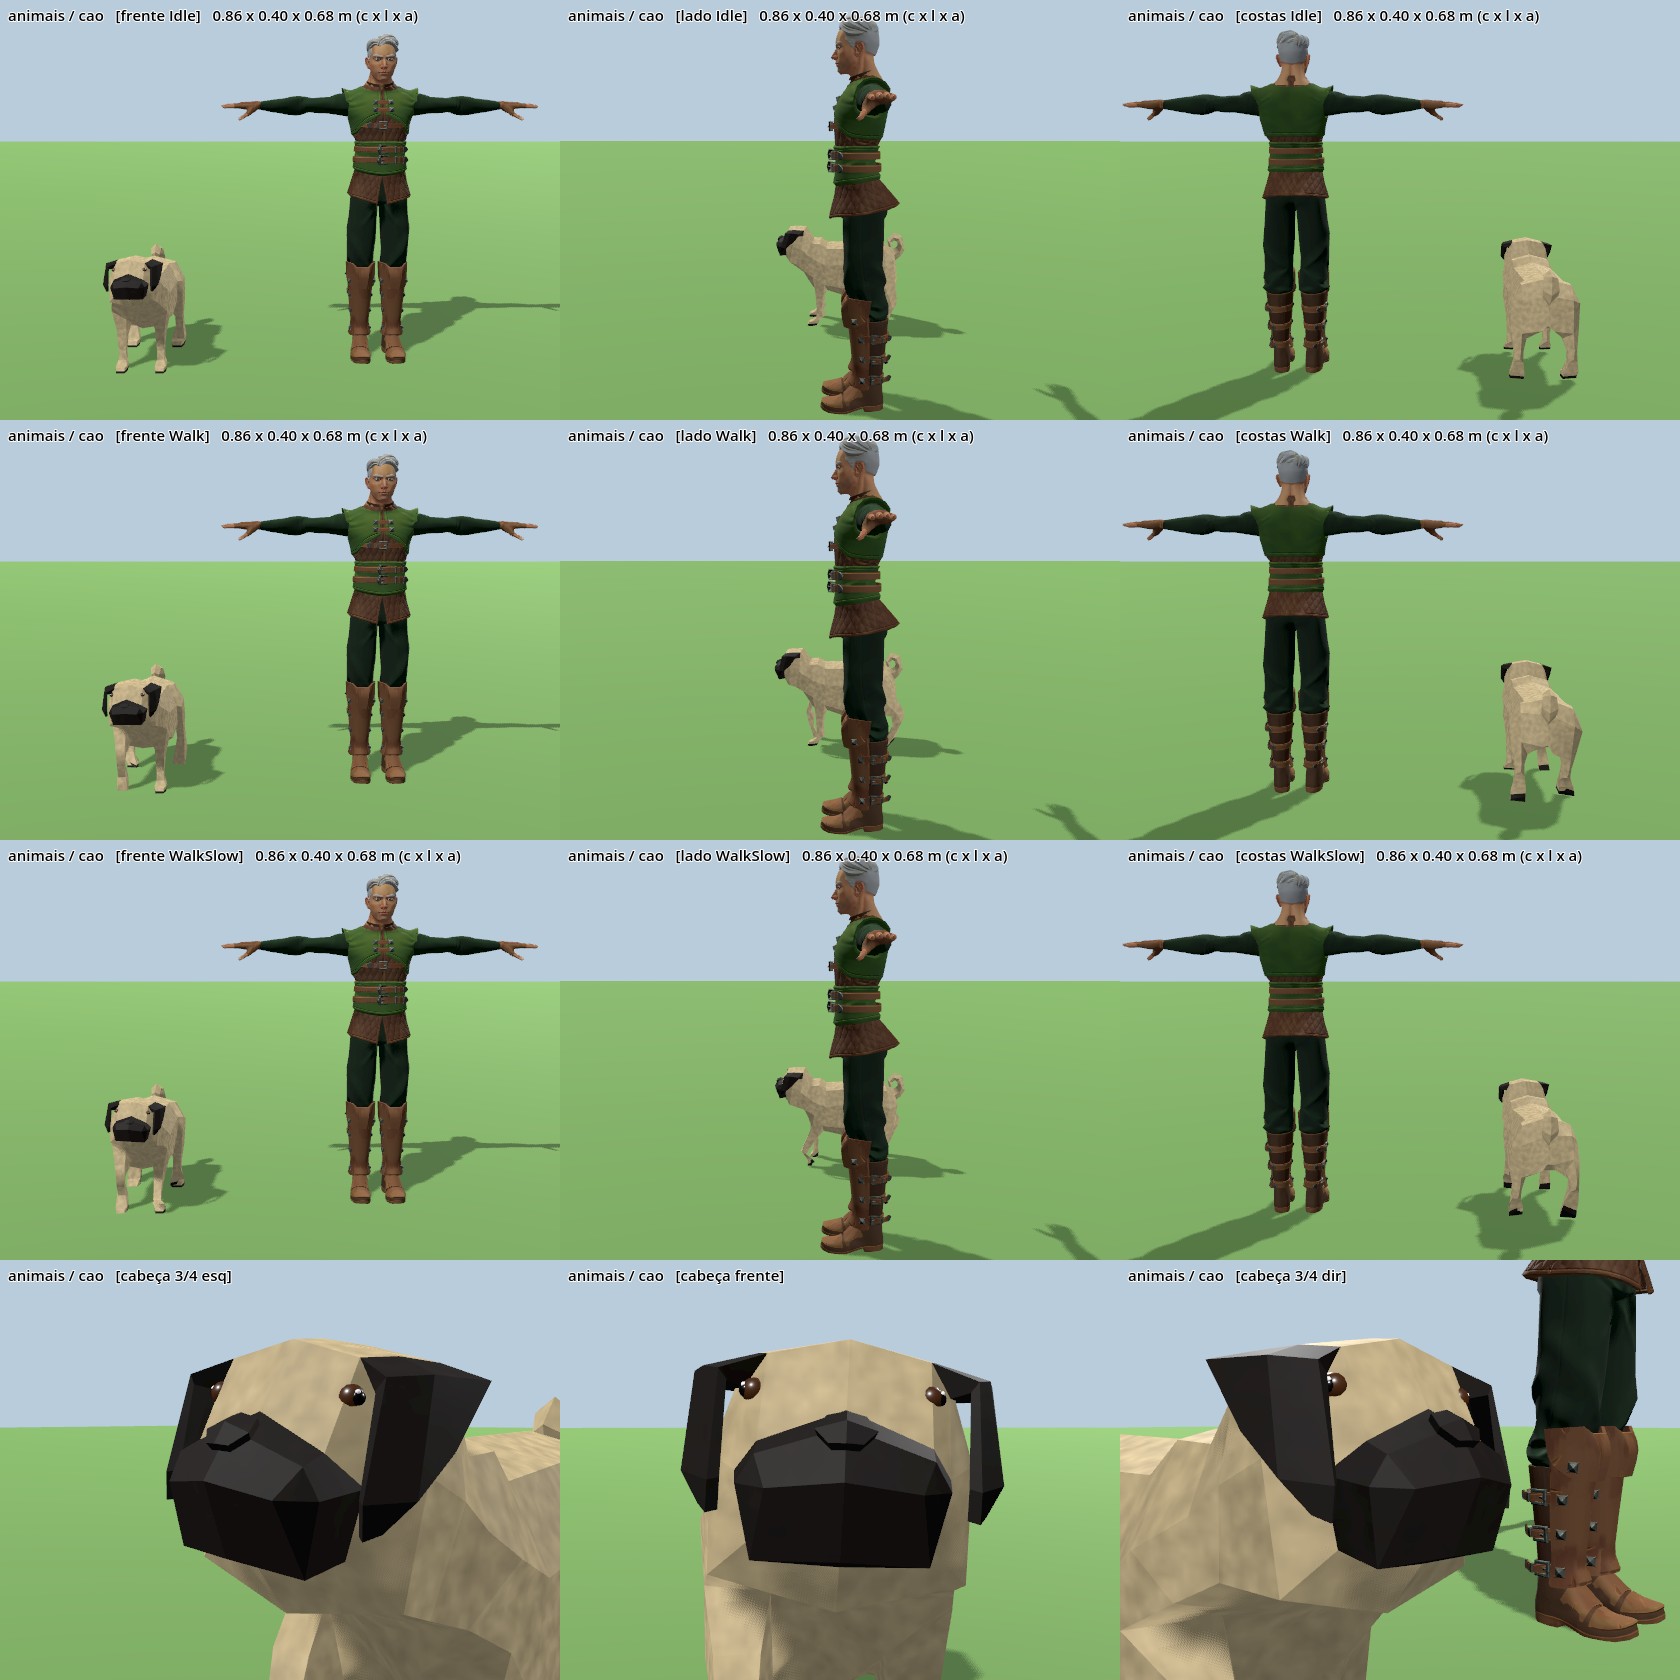 animais / cao [frente Idle] 0.86 x 0.40 x 0.68 m (c x l x a)
animais / cao [lado Idle] 0.86 x 0.40 x 0.68 m (c x l x a)
animais / cao [costas Idle] 0.86 x 0.40 x 0.68 m (c x l x a)
animais / cao [frente Walk] 0.86 x 0.40 x 0.68 m (c x l x a)
animais / cao [lado Walk] 0.86 x 0.40 x 0.68 m (c x l x a)
animais / cao [costas Walk] 0.86 x 0.40 x 0.68 m (c x l x a)
animais / cao [frente WalkSlow] 0.86 x 0.40 x 0.68 m (c x l x a)
animais / cao [lado WalkSlow] 0.86 x 0.40 x 0.68 m (c x l x a)
animais / cao [costas WalkSlow] 0.86 x 0.40 x 0.68 m (c x l x a)
animais / cao [cabeça 3/4 esq]
animais / cao [cabeça frente]
animais / cao [cabeça 3/4 dir]